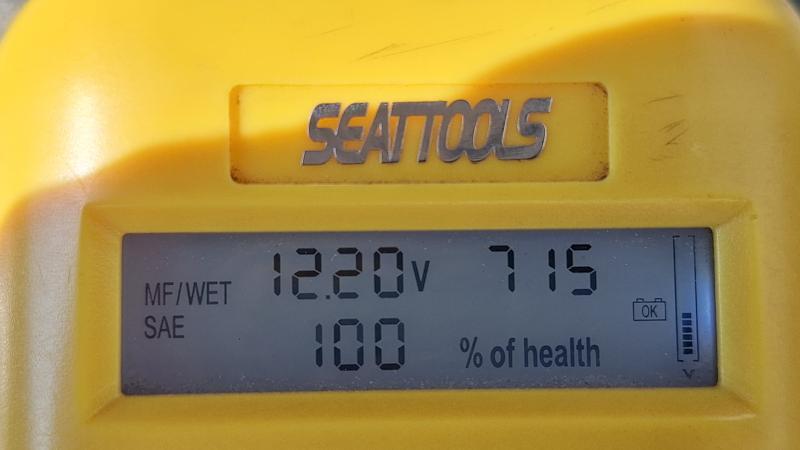 SEATTOOLS
MF/WET 12.20V 715
SAE 100 % of health
OK
V